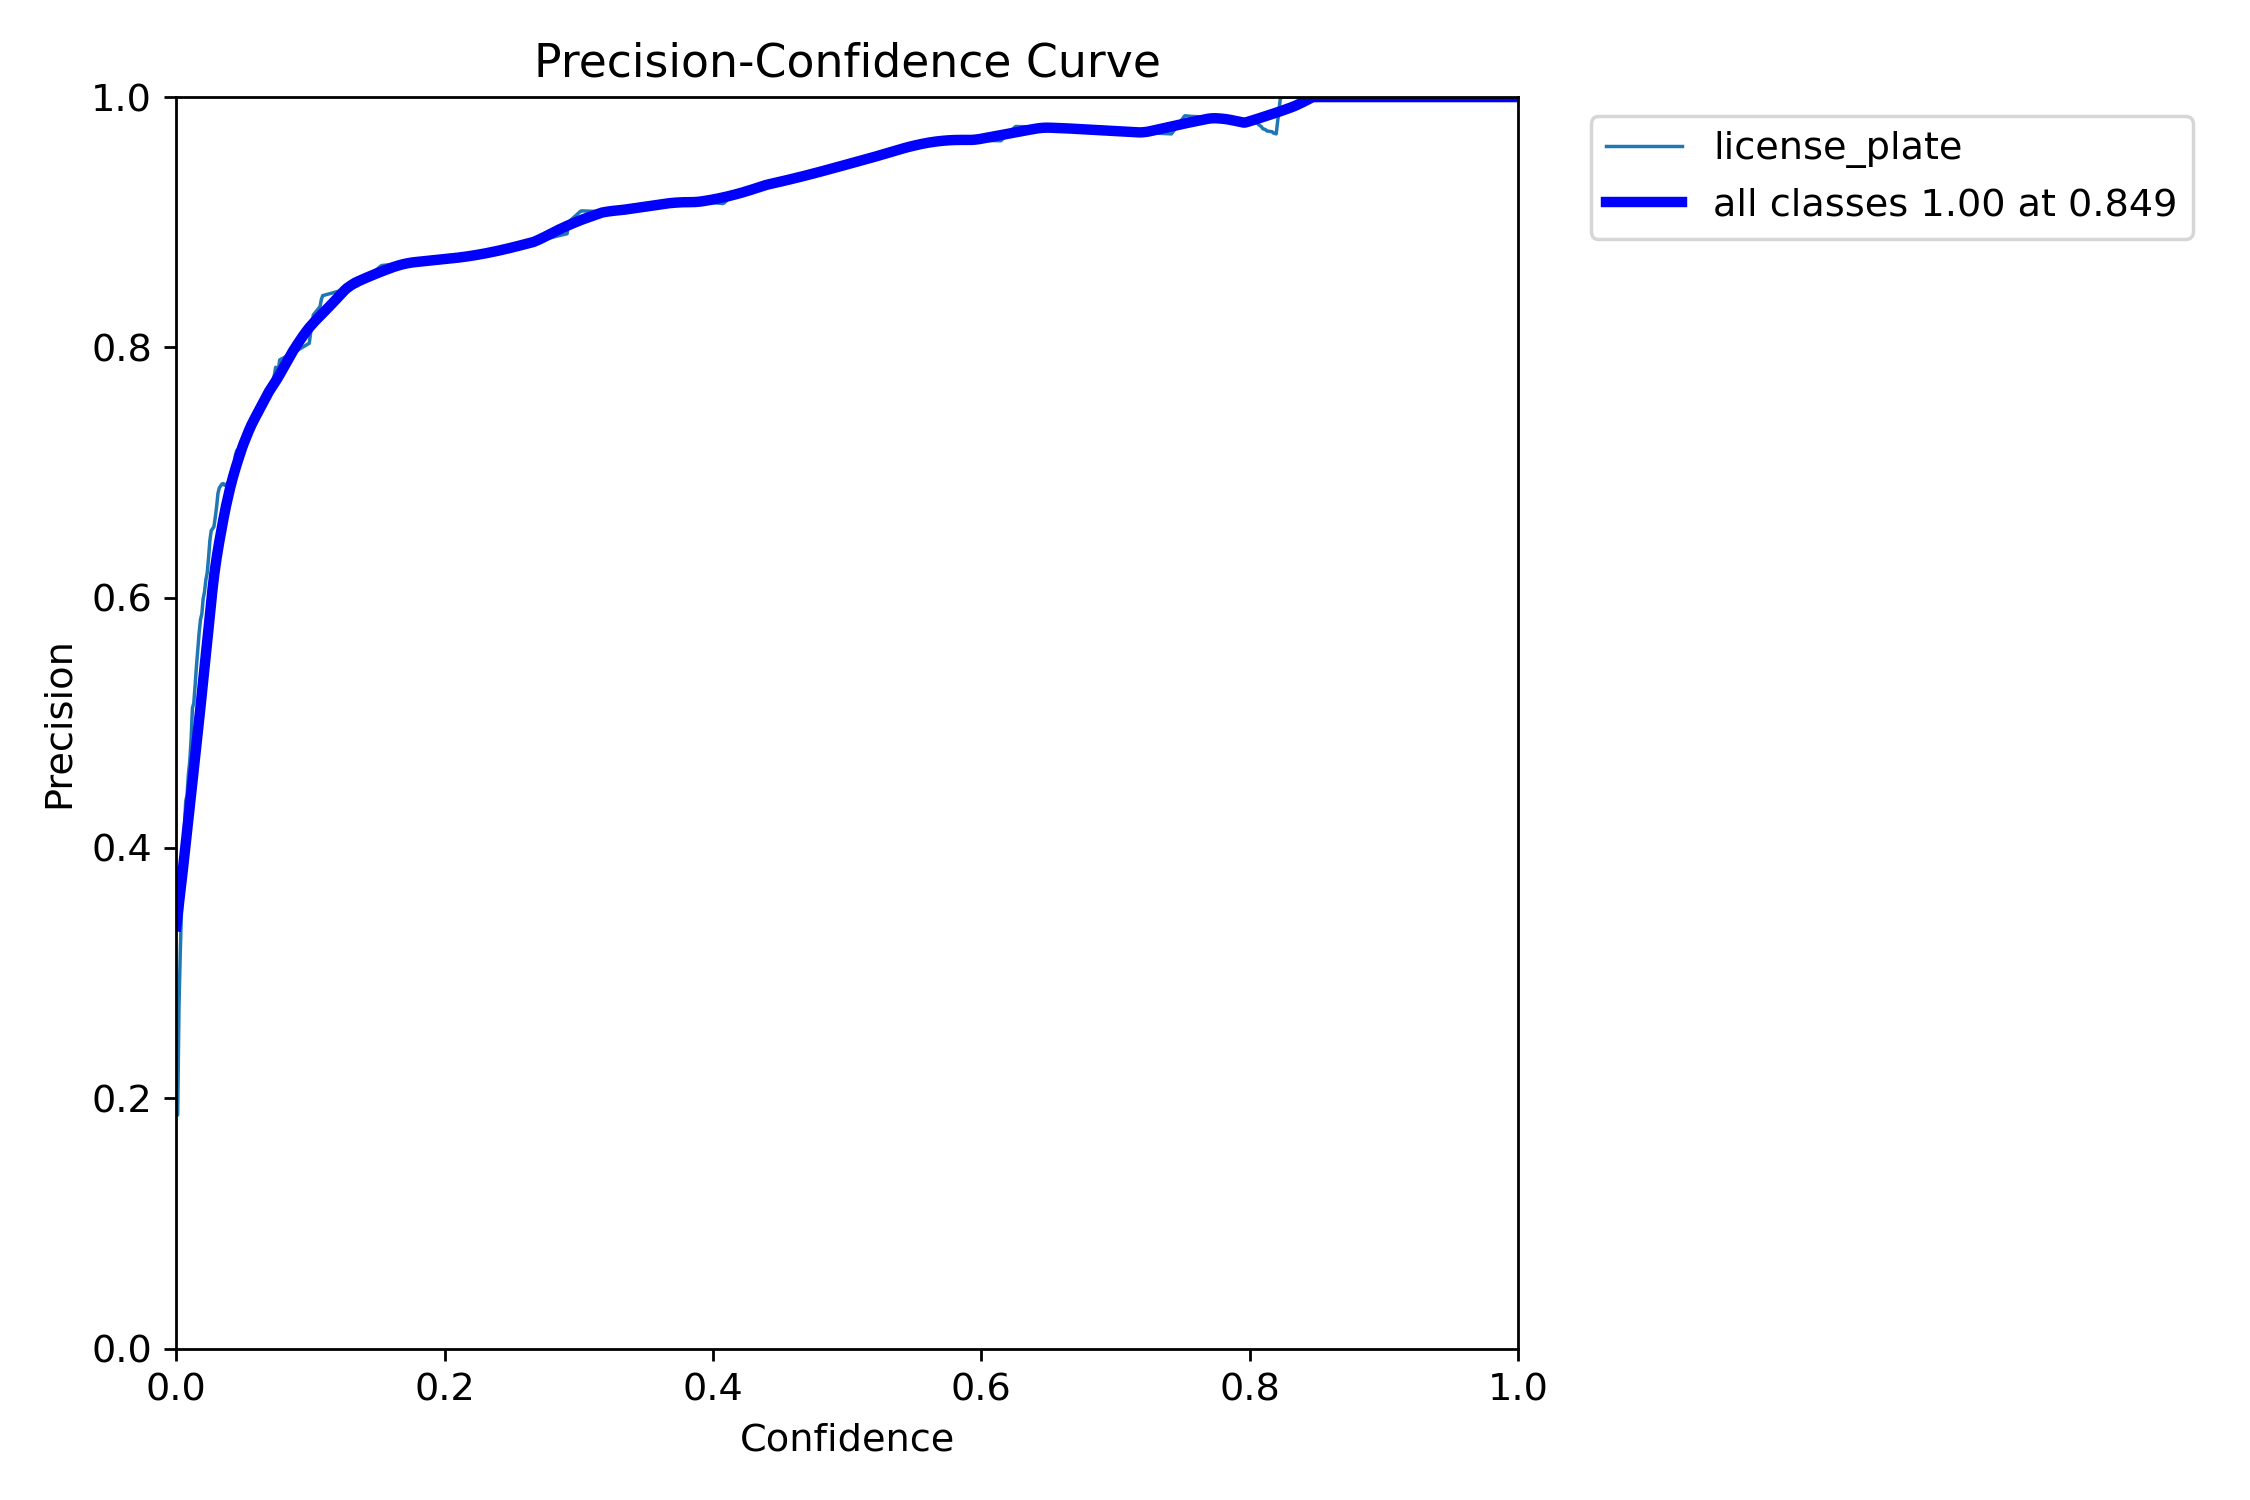 Precision-Confidence Curve
1.0
0.8
0.6
0.4
0.2
0.0
Precision
0.0 0.2 0.4 0.6 0.8 1.0
Confidence
license_plate
all classes 1.00 at 0.849